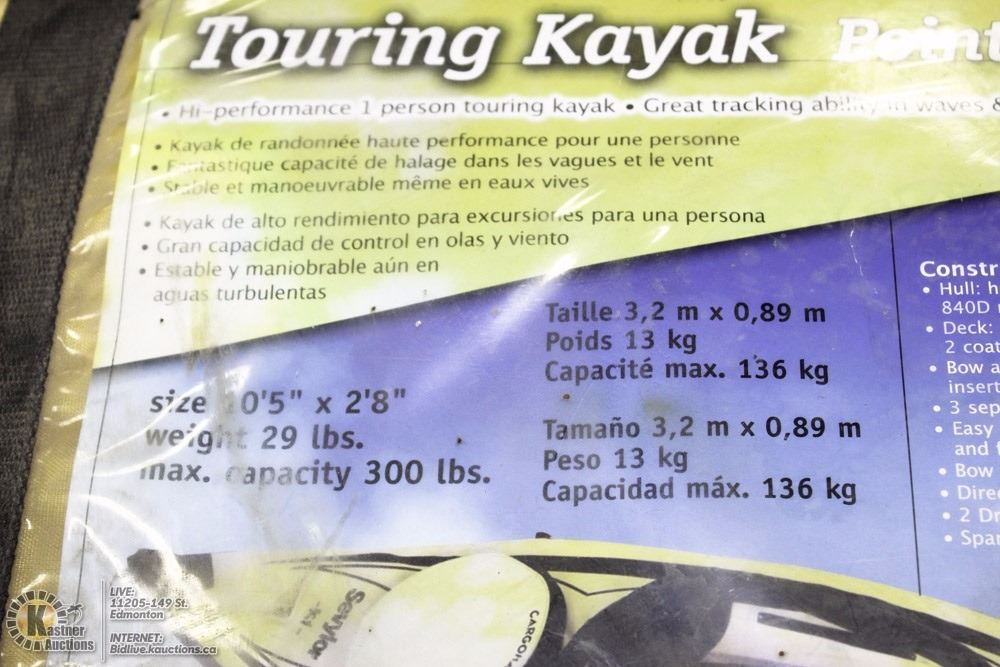 Touring Kayak Point
• Hi-performance 1 person touring kayak • Great tracking ability in waves &
• Kayak de randonnée haute performance pour une personne
• Fantastique capacité de halage dans les vagues et le vent
• Stable et manoeuvrable même en eaux vives
• Kayak de alto rendimiento para excursiones para una persona
• Gran capacidad de control en olas y viento
• Estable y maniobrable aún en
aguas turbulentas
Taille 3,2 m x 0,89 m
Poids 13 kg
Capacité max. 136 kg
size 10'5" x 2'8"
weight 29 lbs.
max. capacity 300 lbs.
Tamaño 3,2 m x 0,89 m
Peso 13 kg
Capacidad máx. 136 kg
Constr
• Hull: h
840D
• Deck:
2 coat
• Bow a
insert
• 3 sep
• Easy
and
• Bow
• Dire
• 2 Dr
• Spar
Sevylor
CARGO
Kastner
Auctions
LIVE:
11205-149 St.
Edmonton
INTERNET:
Bidlive.kauctions.ca